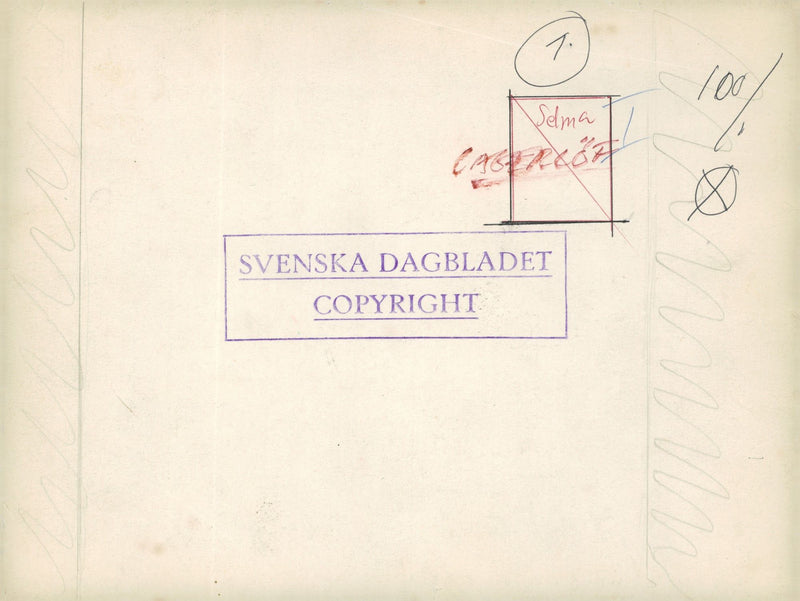 1.
100/
Selma
LAGERLÖF
SVENSKA DAGBLADET
COPYRIGHT